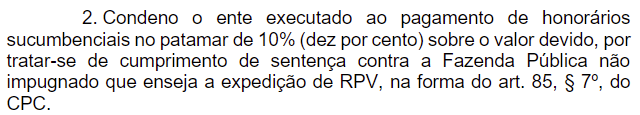 2. Condeno o ente executado ao pagamento de honorários
sucumbenciais no patamar de 10% (dez por cento) sobre o valor devido, por
tratar-se de cumprimento de sentença contra a Fazenda Pública não
impugnado que enseja a expedição de RPV, na forma do art. 85, § 7º, do
CPC.